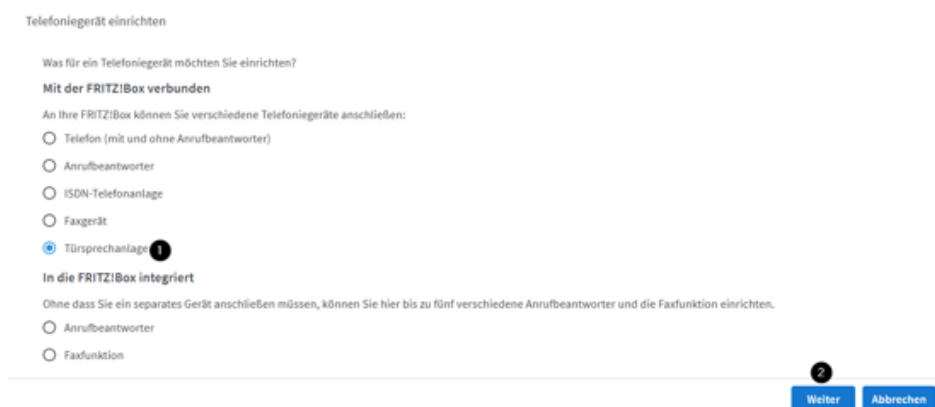 Telefoniegerät einrichten
Was für ein Telefoniegerät möchten Sie einrichten?
Mit der FRITZ!Box verbunden
An Ihre FRITZ!Box können Sie verschiedene Telefoniegeräte anschließen:
Telefon (mit und ohne Anrufbeantworter)
Anrufbeantworter
ISDN-Telefonanlage
Faxgerät
Türsprechanlage 1
In die FRITZ!Box integriert
Ohne dass Sie ein separates Gerät anschließen müssen, können Sie hier bis zu fünf verschiedene Anrufbeantworter und die Faxfunktion einrichten.
Anrufbeantworter
Faxfunktion
2
Weiter Abbrechen